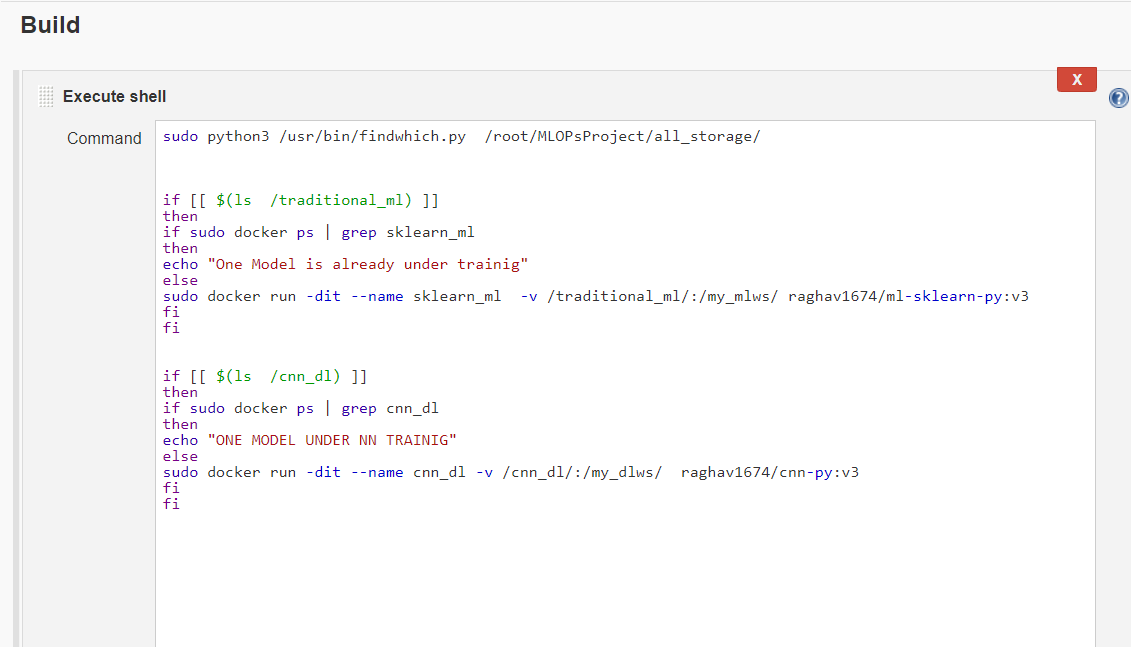 Build
X
?
Execute shell
Command
sudo python3 /usr/bin/findwhich.py  /root/MLOPsProject/all_storage/
if [[ $(ls  /traditional_ml) ]]
then
if sudo docker ps | grep sklearn_ml
then
echo "One Model is already under trainig"
else
sudo docker run -dit --name sklearn_ml  -v /traditional_ml/:/my_mlws/ raghav1674/ml-sklearn-py:v3
fi
fi
if [[ $(ls  /cnn_dl) ]]
then
if sudo docker ps | grep cnn_dl
then
echo "ONE MODEL UNDER NN TRAINIG"
else
sudo docker run -dit --name cnn_dl -v /cnn_dl/:/my_dlws/  raghav1674/cnn-py:v3
fi
fi